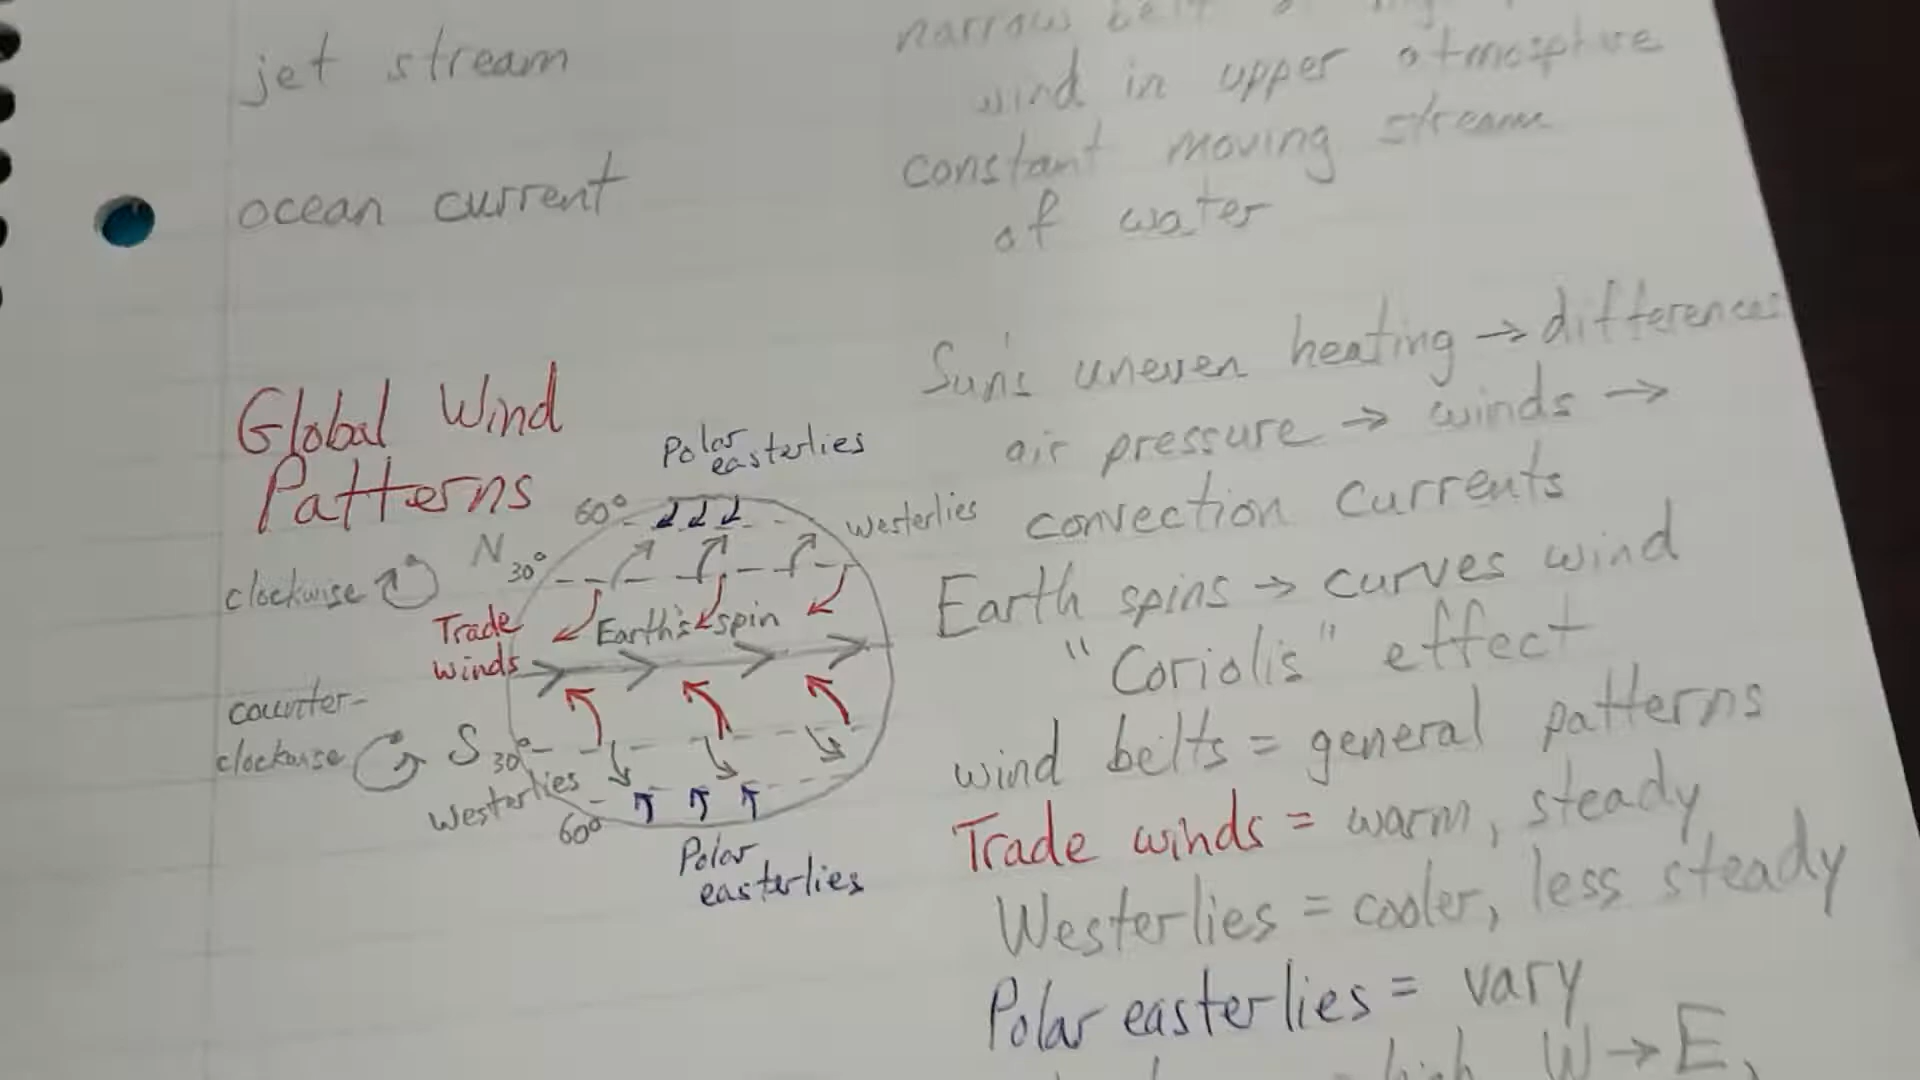 jet stream
narrow belt
wind in upper atmosphere
ocean current
constant moving stream
of water
Global Wind
Patterns
Polar
easterlies
60°
Westerlies
N 30°
clockwise
Trade
winds
Earth's spin
counter-
clockwise
S 30°
Westerlies
60°
Polar
easterlies
Sun's uneven heating → differences
air pressure → winds →
convection currents
Earth spins → curves wind
"Coriolis" effect
wind belts = general patterns
Trade winds = warm, steady
Westerlies = cooler, less steady
Polar easterlies = vary
high W → E,